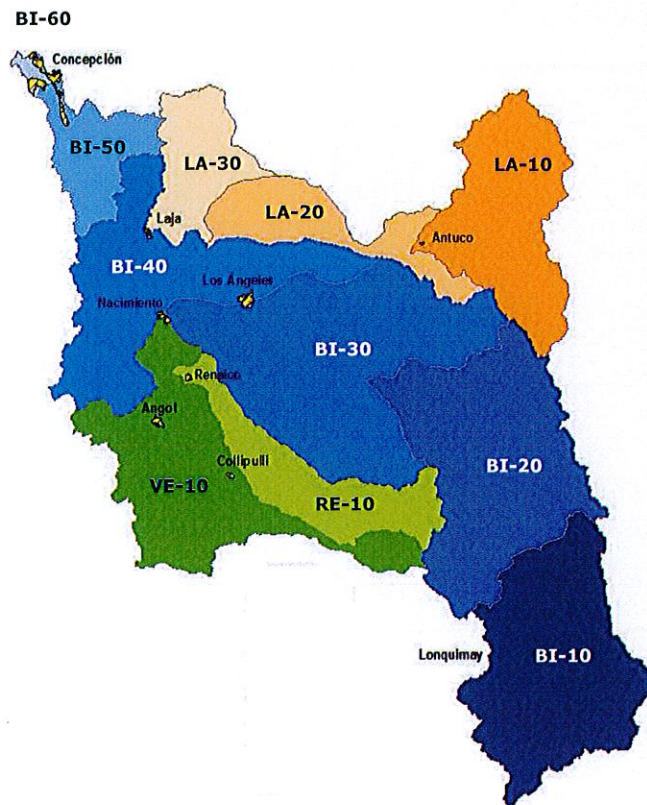 BI-60
Concepción
BI-50
LA-30
LA-10
LA-20
Laja
Antuco
BI-40
Los Ángeles
Nacimiento
BI-30
Renaico
Angol
Collipulli
BI-20
VE-10
RE-10
Lonquimay
BI-10